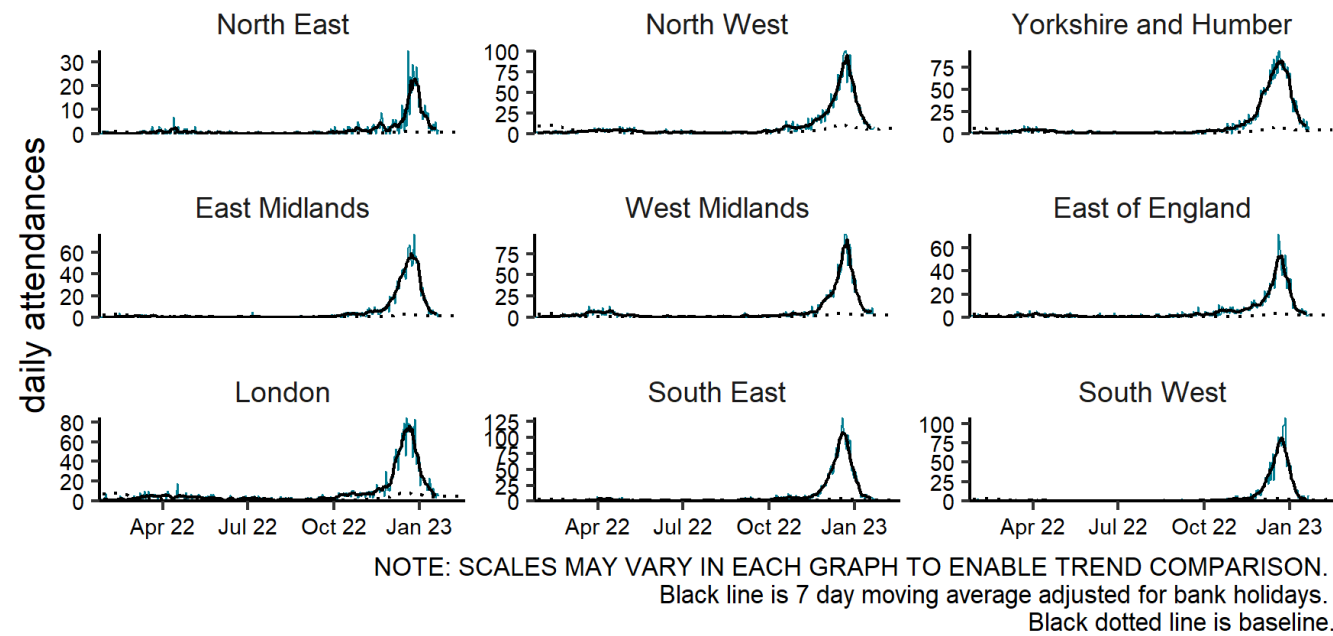 North East
North West
Yorkshire and Humber
30
20
10
0
100
75
50
25
0
75
50
25
0
East Midlands
West Midlands
East of England
60
40
20
0
75
50
25
0
60
40
20
0
daily attendances
London
South East
South West
80
60
40
20
0
125
100
75
50
25
0
100
75
50
25
0
Apr 22 Jul 22 Oct 22 Jan 23
Apr 22 Jul 22 Oct 22 Jan 23
Apr 22 Jul 22 Oct 22 Jan 23
NOTE: SCALES MAY VARY IN EACH GRAPH TO ENABLE TREND COMPARISON.
Black line is 7 day moving average adjusted for bank holidays.
Black dotted line is baseline.